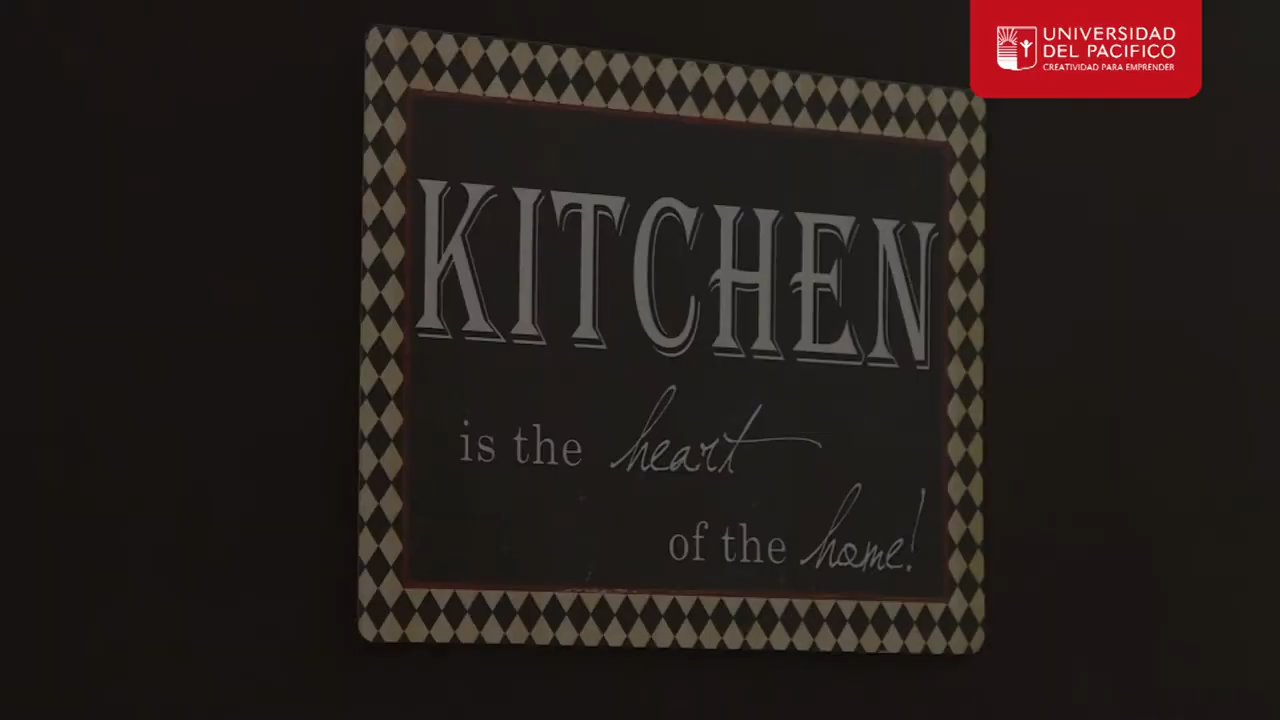 UNIVERSIDAD
DEL PACIFICO
CREATIVIDAD PARA EMPRENDER
KITCHEN
is the heart
of the home!